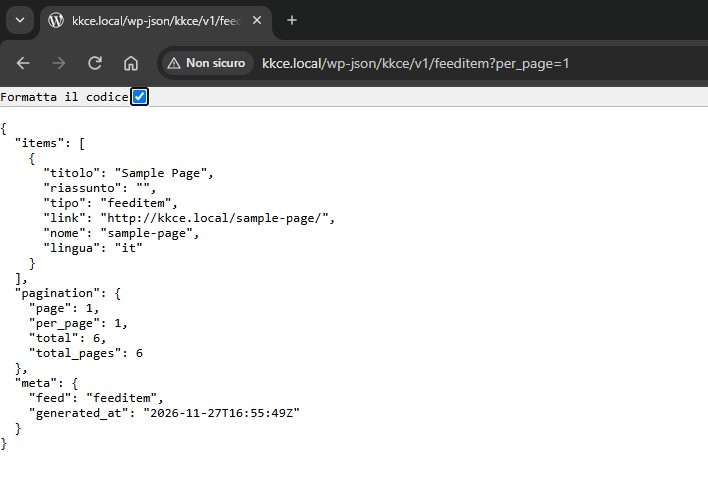 kkce.local/wp-json/kkce/v1/feed
Non sicuro
kkce.local/wp-json/kkce/v1/feeditem?per_page=1
Formatta il codice
{
  "items": [
    {
      "titolo": "Sample Page",
      "riassunto": "",
      "tipo": "feeditem",
      "link": "http://kkce.local/sample-page/",
      "nome": "sample-page",
      "lingua": "it"
    }
  ],
  "pagination": {
    "page": 1,
    "per_page": 1,
    "total": 6,
    "total_pages": 6
  },
  "meta": {
    "feed": "feeditem",
    "generated_at": "2026-11-27T16:55:49Z"
  }
}